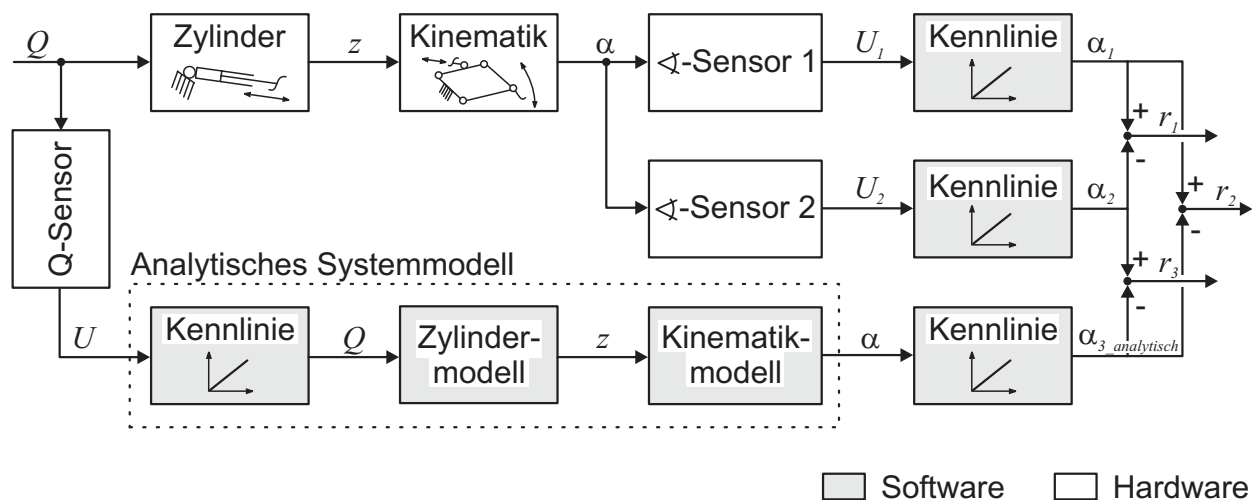 Q
Zylinder
z
Kinematik
α
∢-Sensor 1
U1
Kennlinie
α1
+
r1
-
Q-Sensor
∢-Sensor 2
U2
Kennlinie
α2
+
r2
-
Analytisches Systemmodell
+
r3
-
U
Kennlinie
Q
Zylinder-
modell
z
Kinematik-
modell
α
Kennlinie
α3_analytisch
Software
Hardware